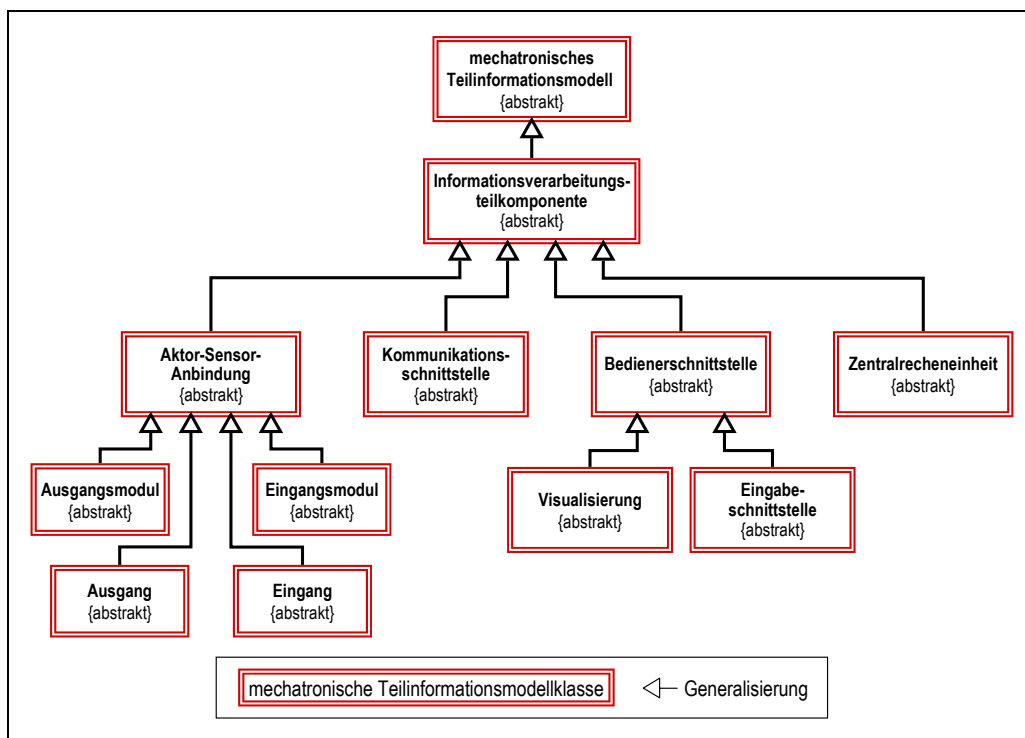 mechatronisches
Teilinformationsmodell
{abstrakt}
Informationsverarbeitungs-
teilkomponente
{abstrakt}
Aktor-Sensor-
Anbindung
{abstrakt}
Kommunikations-
schnittstelle
{abstrakt}
Bedienerschnittstelle
{abstrakt}
Zentralrecheneinheit
{abstrakt}
Ausgangsmodul
{abstrakt}
Eingangsmodul
{abstrakt}
Visualisierung
{abstrakt}
Eingabe-
schnittstelle
{abstrakt}
Ausgang
{abstrakt}
Eingang
{abstrakt}
mechatronische Teilinformationsmodellklasse
Generalisierung